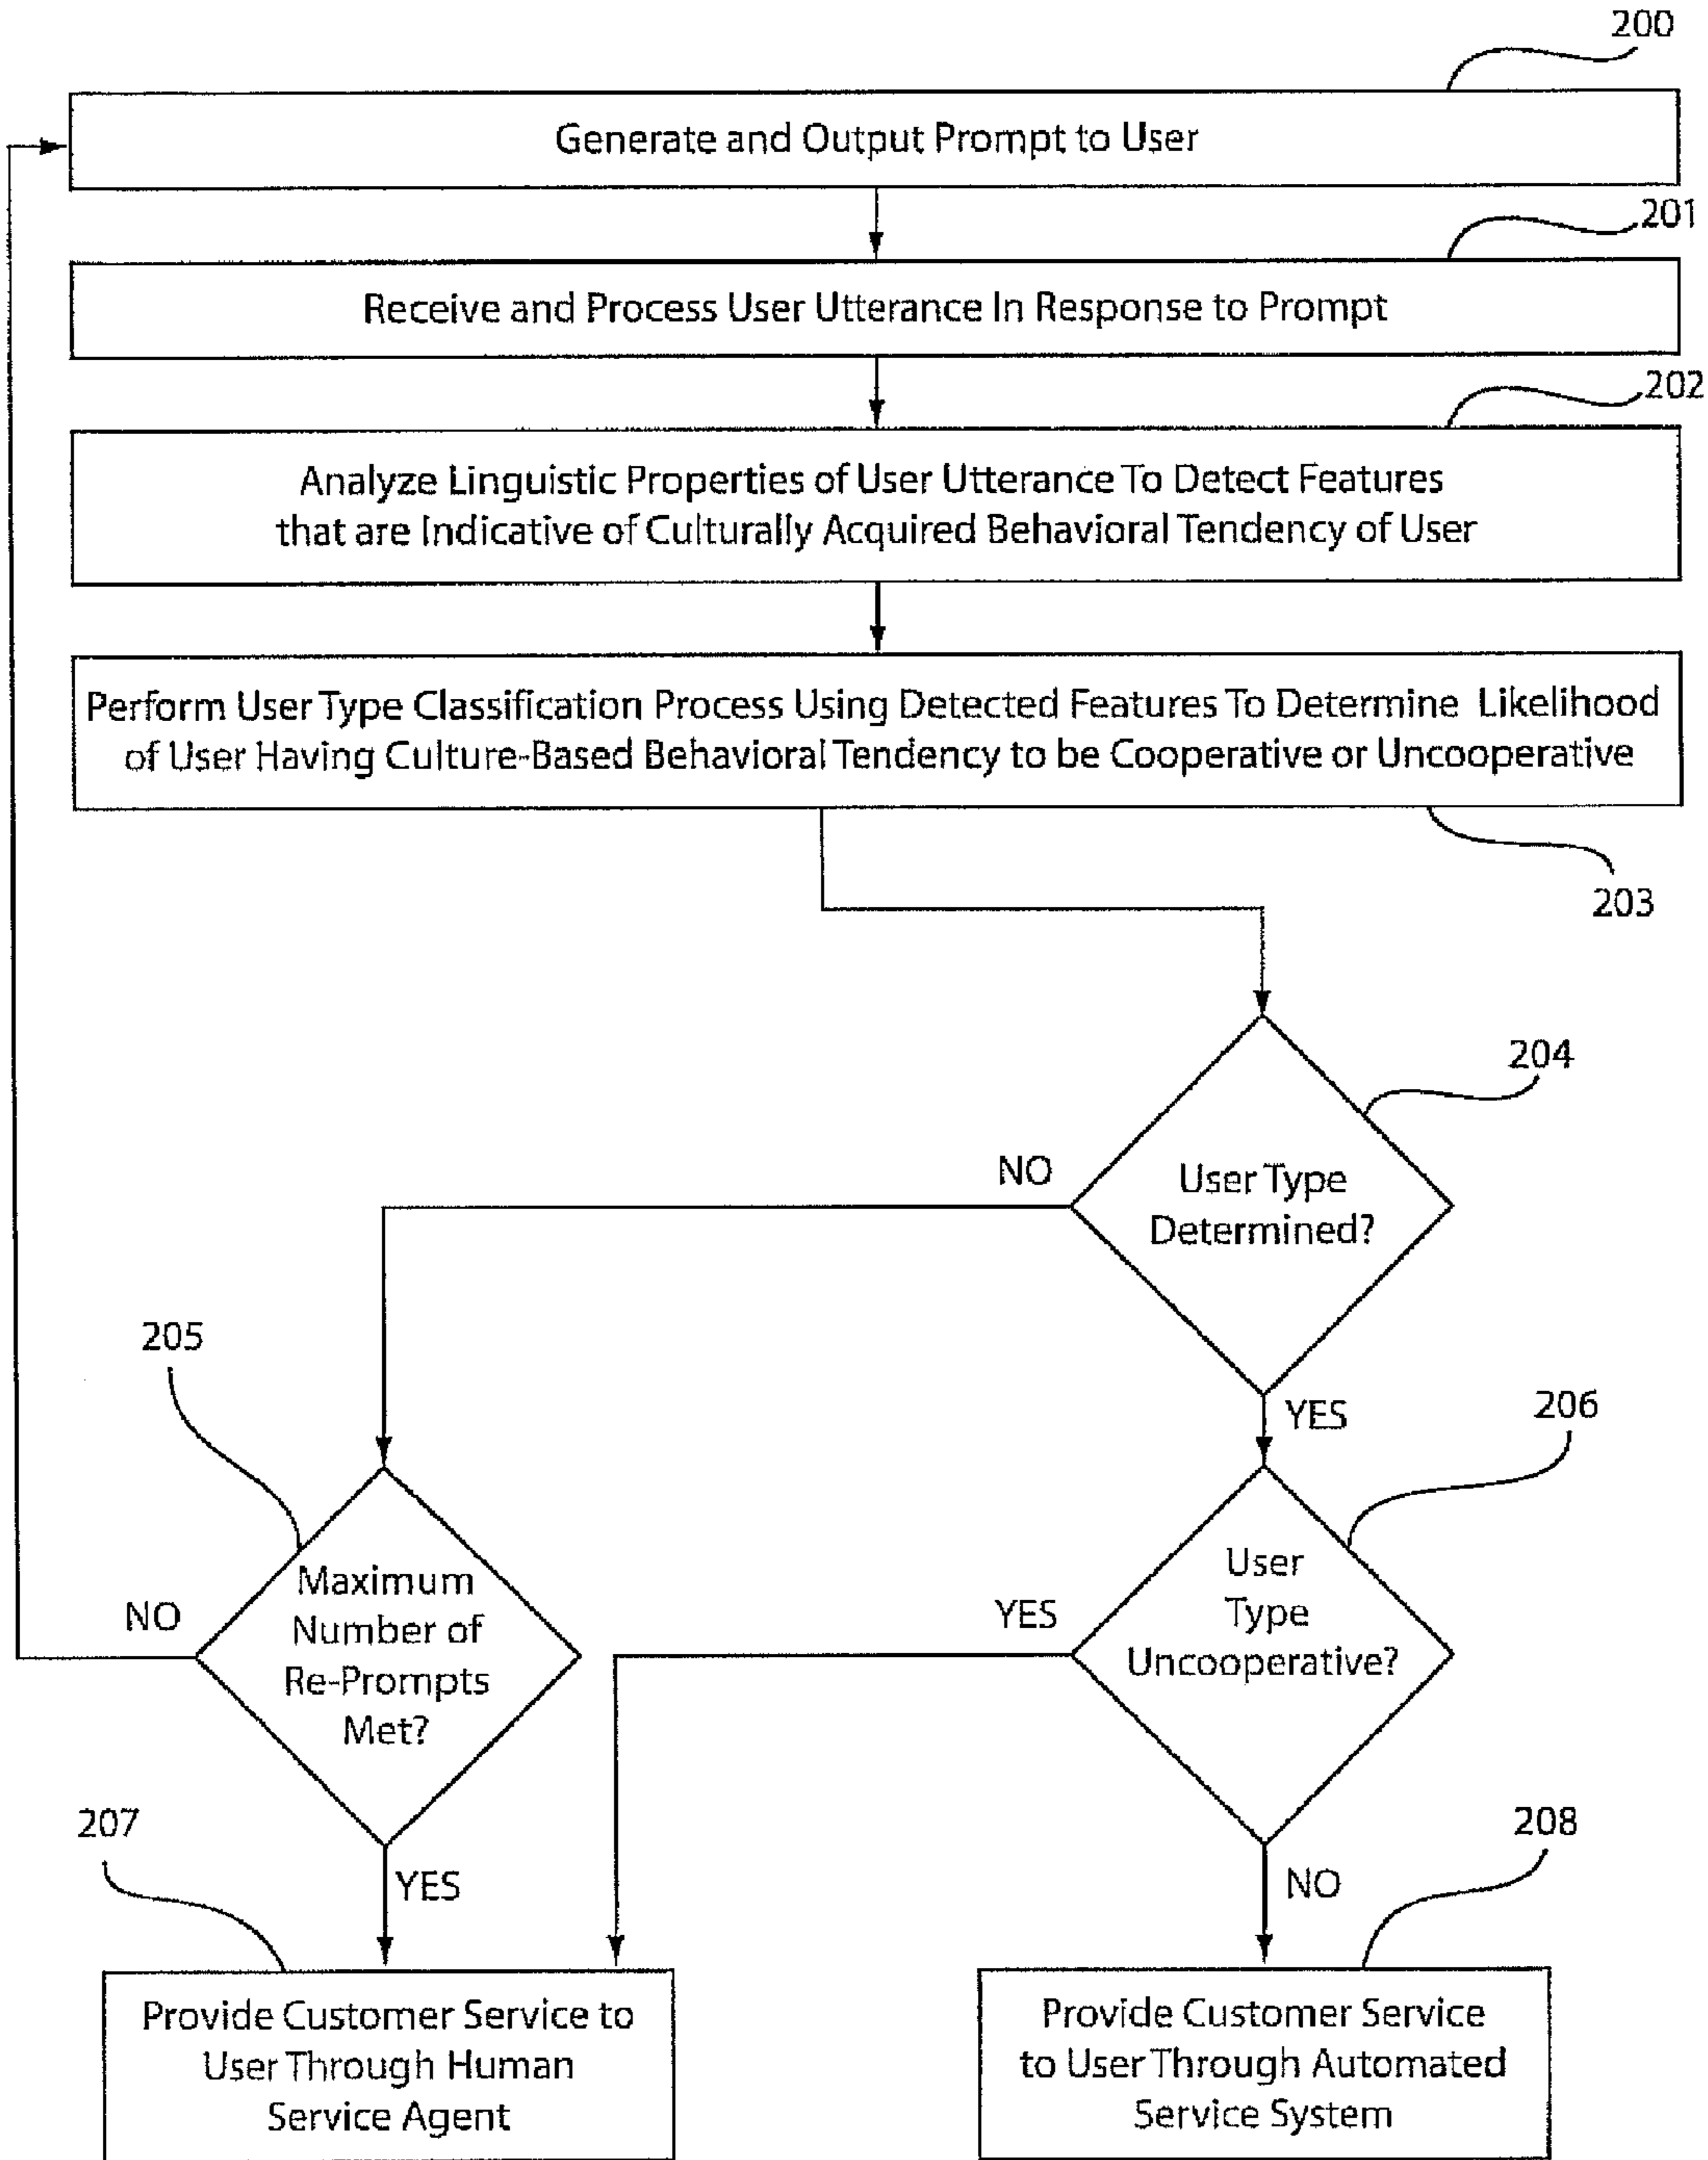 200
Generate and Output Prompt to User
201
Receive and Process User Utterance In Response to Prompt
202
Analyze Linguistic Properties of User Utterance To Detect Features
that are Indicative of Culturally Acquired Behavioral Tendency of User
Perform User Type Classification Process Using Detected Features To Determine Likelihood
of User Having Culture-Based Behavioral Tendency to be Cooperative or Uncooperative
203
204
NO
User Type
Determined?
205
YES
206
Maximum
Number of
Re-Prompts
Met?
NO
User
Type
Uncooperative?
YES
207
YES
208
NO
Provide Customer Service to
User Through Human
Service Agent
Provide Customer Service
to User Through Automated
Service System